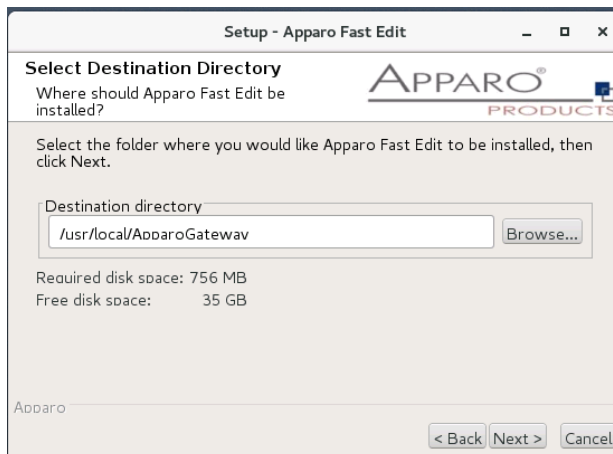 Setup - Apparo Fast Edit
Select Destination Directory
Where should Apparo Fast Edit be
installed?
APPARO®
PRODUCTS
Select the folder where you would like Apparo Fast Edit to be installed, then
click Next.
Destination directory
/usr/local/ApparoGateway
Browse...
Required disk space: 756 MB
Free disk space: 35 GB
Apparo
< Back Next > Cancel